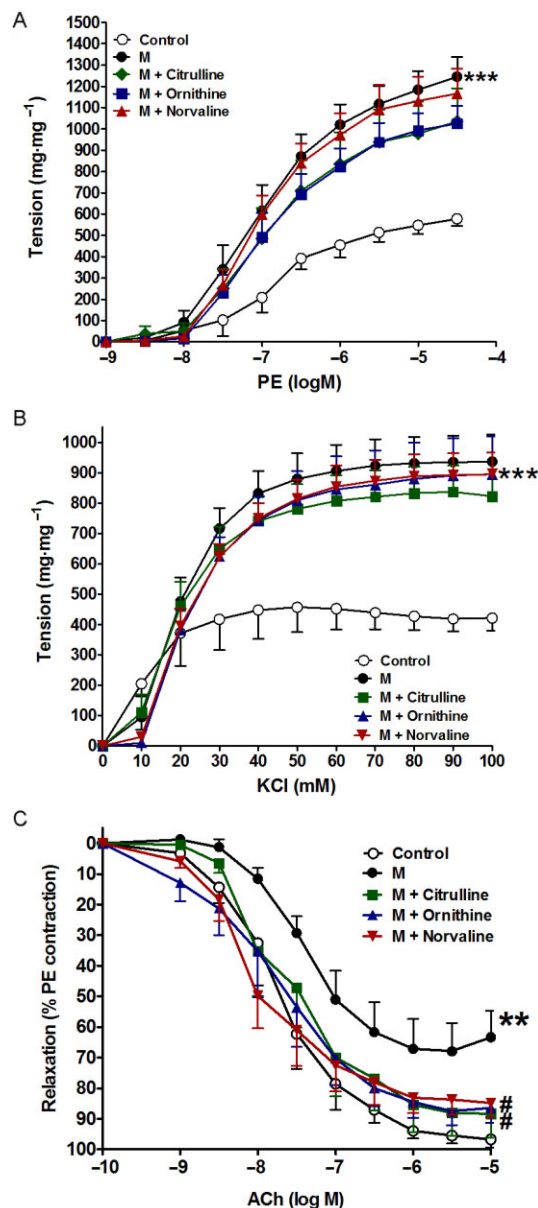 A
Control
M
M + Citrulline
M + Ornithine
M + Norvaline
***
Tension (mg·mg⁻¹)
1500
1400
1300
1200
1100
1000
900
800
700
600
500
400
300
200
100
0
–9 –8 –7 –6 –5 –4
PE (logM)
B
Tension (mg·mg⁻¹)
1000
900
800
700
600
500
400
300
200
100
0
***
Control
M
M + Citrulline
M + Ornithine
M + Norvaline
0 10 20 30 40 50 60 70 80 90 100
KCl (mM)
C
Relaxation (% PE contraction)
0
10
20
30
40
50
60
70
80
90
100
Control
M
M + Citrulline
M + Ornithine
M + Norvaline
**
#
#
–10 –9 –8 –7 –6 –5
ACh (log M)